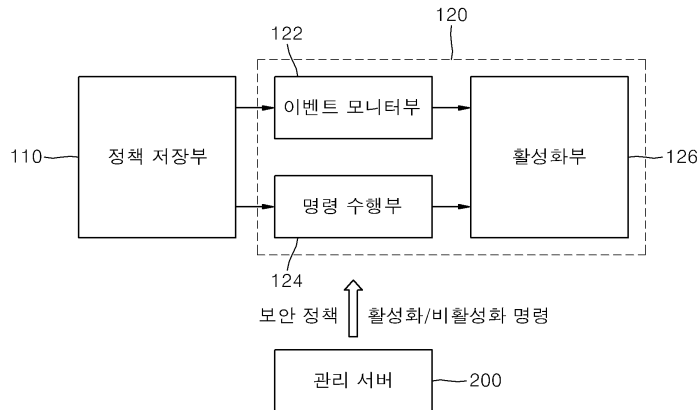 120
122
이벤트 모니터부
110
정책 저장부
활성화부
126
명령 수행부
124
보안 정책
활성화/비활성화 명령
관리 서버
200